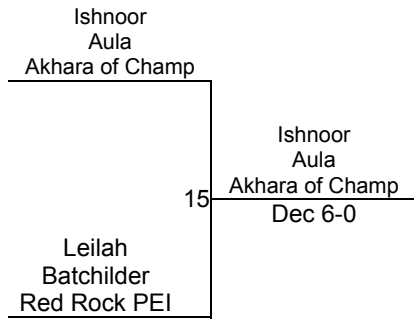 Ishnoor
Aula
Akhara of Champ
Ishnoor
Aula
Akhara of Champ
15
Dec 6-0
Leilah
Batchilder
Red Rock PEI